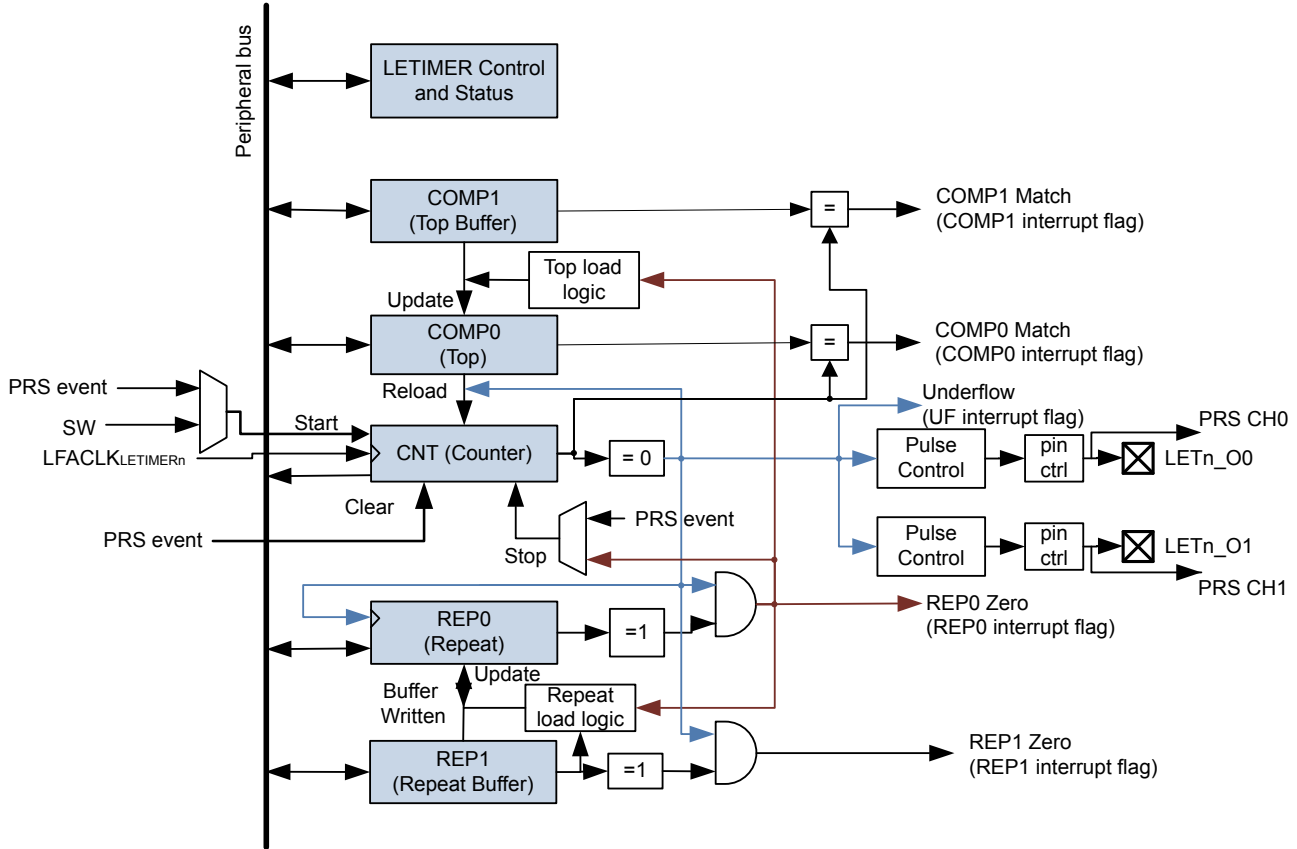 Peripheral bus
LETIMER Control
and Status
COMP1
(Top Buffer)
=
COMP1 Match
(COMP1 interrupt flag)
Top load
logic
Update
COMP0
(Top)
=
COMP0 Match
(COMP0 interrupt flag)
PRS event
SW
LFACLKLETIMERn
Start
Reload
CNT (Counter)
= 0
Underflow
(UF interrupt flag)
Pulse
Control
pin
ctrl
PRS CH0
LETn_O0
Clear
PRS event
Stop
PRS event
Pulse
Control
pin
ctrl
LETn_O1
PRS CH1
REP0
(Repeat)
=1
REP0 Zero
(REP0 interrupt flag)
Update
Buffer
Written
Repeat
load logic
REP1
(Repeat Buffer)
=1
REP1 Zero
(REP1 interrupt flag)